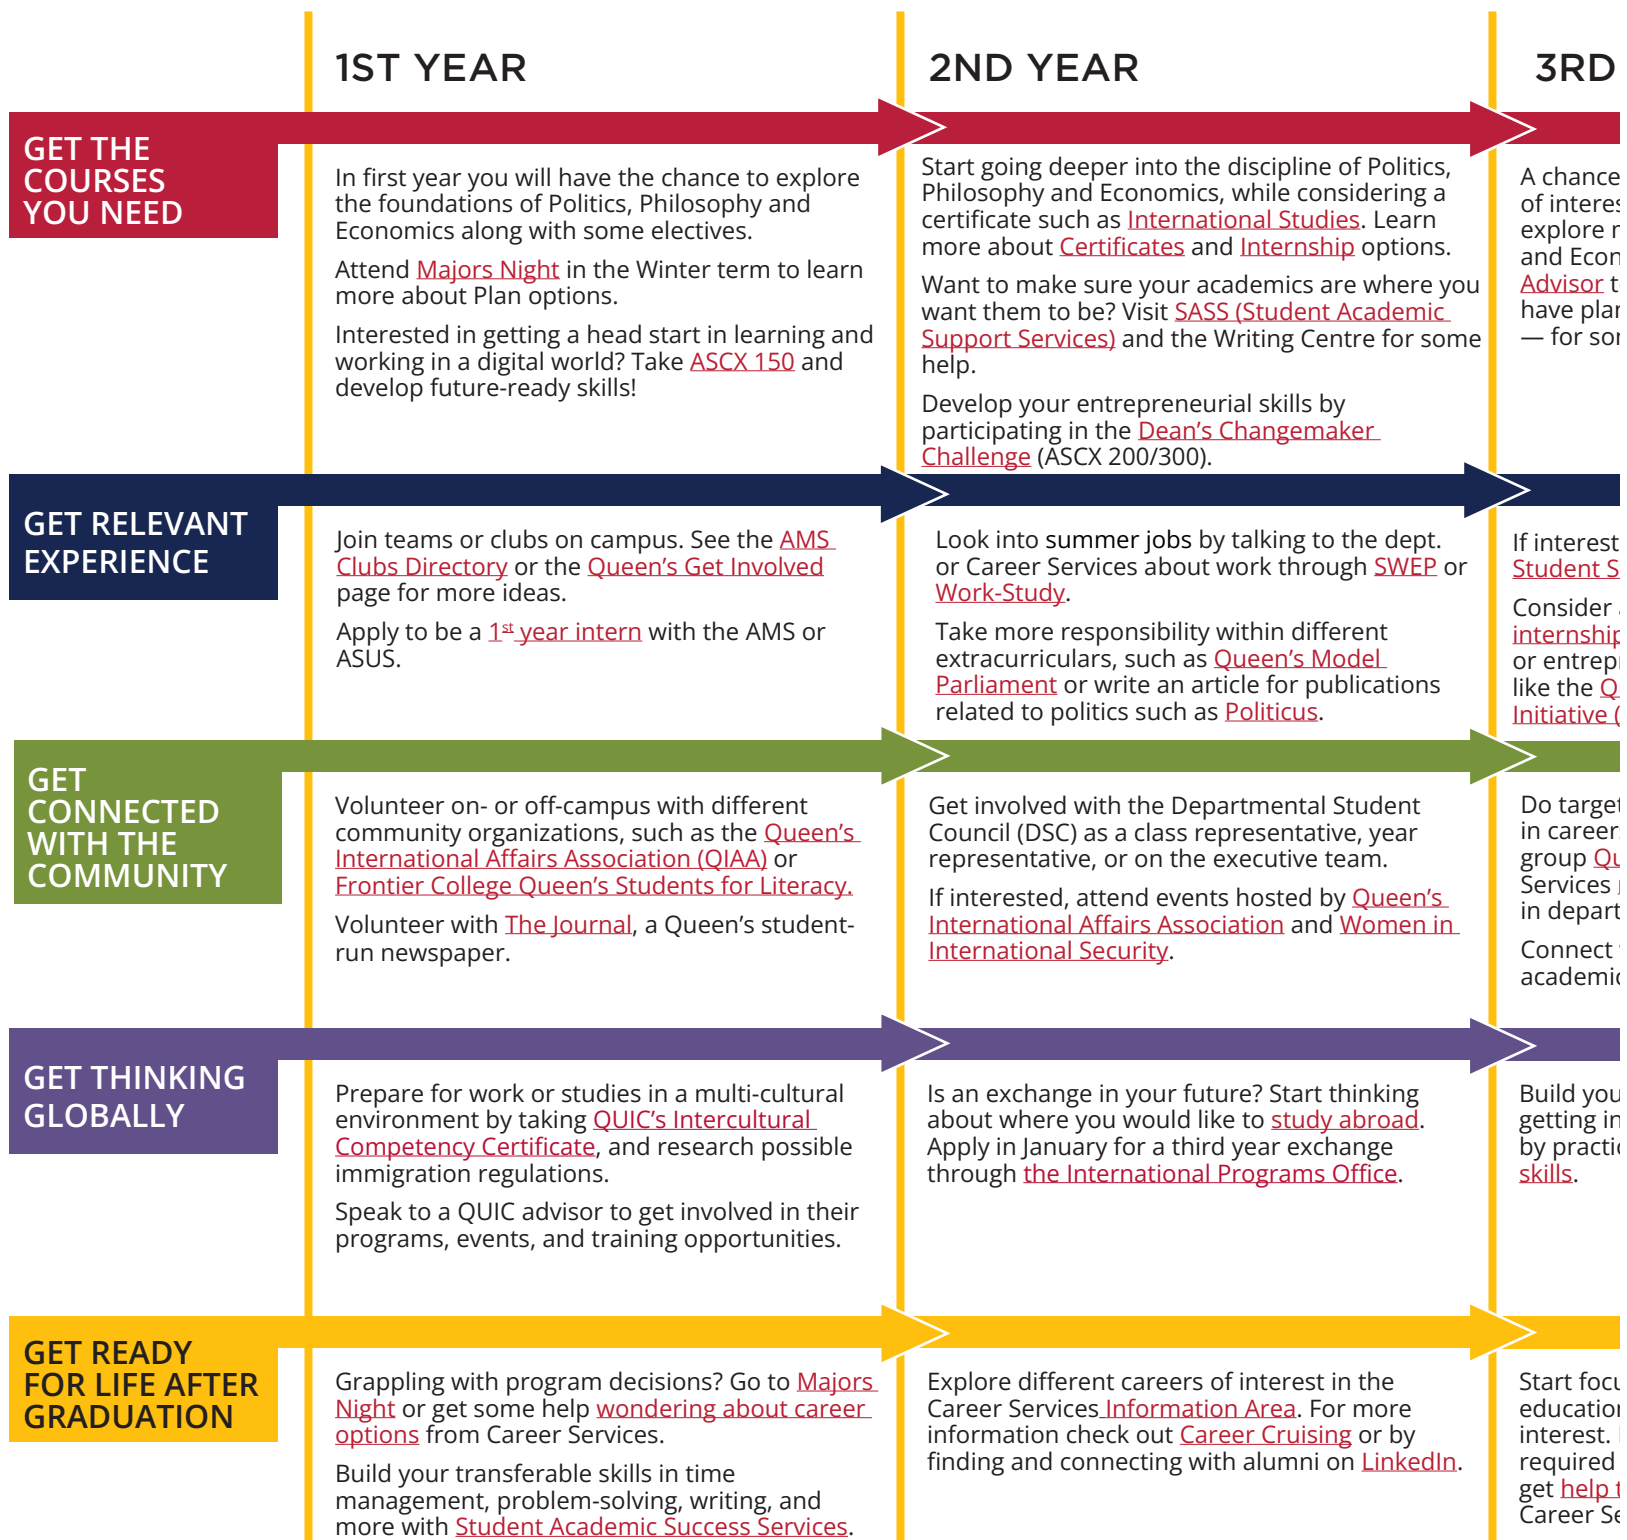 1ST YEAR
2ND YEAR
3RD
GET THE
COURSES
YOU NEED
In first year you will have the chance to explore
the foundations of Politics, Philosophy and
Economics along with some electives.
Attend Majors Night in the Winter term to learn
more about Plan options.
Interested in getting a head start in learning and
working in a digital world? Take ASCX 150 and
develop future-ready skills!
Start going deeper into the discipline of Politics,
Philosophy and Economics, while considering a
certificate such as International Studies. Learn
more about Certificates and Internship options.
Want to make sure your academics are where you
want them to be? Visit SASS (Student Academic
Support Services) and the Writing Centre for some
help.
Develop your entrepreneurial skills by
participating in the Dean's Changemaker
Challenge (ASCX 200/300).
A chance
of
explore
and
Advisor
have
— for
GET RELEVANT
EXPERIENCE
Join teams or clubs on campus. See the AMS
Clubs Directory or the Queen's Get Involved
page for more ideas.
Apply to be a 1st year intern with the AMS or
ASUS.
Look into summer jobs by talking to the dept.
or Career Services about work through SWEP or
Work-Study.
Take more responsibility within different
extracurriculars, such as Queen's Model
Parliament or write an article for publications
related to politics such as Politicus.
If
Student
Consider
or
like the
Initiative
GET
CONNECTED
WITH THE
COMMUNITY
Volunteer on- or off-campus with different
community organizations, such as the Queen's
International Affairs Association (QIAA) or
Frontier College Queen's Students for Literacy.
Volunteer with The Journal, a Queen's student-
run newspaper.
Get involved with the Departmental Student
Council (DSC) as a class representative, year
representative, or on the executive team.
If interested, attend events hosted by Queen's
International Affairs Association and Women in
International Security.
Do
in
group
Services
in
Connect
GET THINKING
GLOBALLY
Prepare for work or studies in a multi-cultural
environment by taking QUIC's Intercultural
Competency Certificate, and research possible
immigration regulations.
Speak to a QUIC advisor to get involved in their
programs, events, and training opportunities.
Is an exchange in your future? Start thinking
about where you would like to study abroad.
Apply in January for a third year exchange
through the International Programs Office.
Build
getting
by
skills.
GET READY
FOR LIFE AFTER
GRADUATION
Grappling with program decisions? Go to Majors
Night or get some help wondering about career
options from Career Services.
Build your transferable skills in time
management, problem-solving, writing, and
more with Student Academic Success Services.
Explore different careers of interest in the
Career Services Information Area. For more
information check out Career Cruising or by
finding and connecting with alumni on LinkedIn.
Start
interest.
required
get help
Career